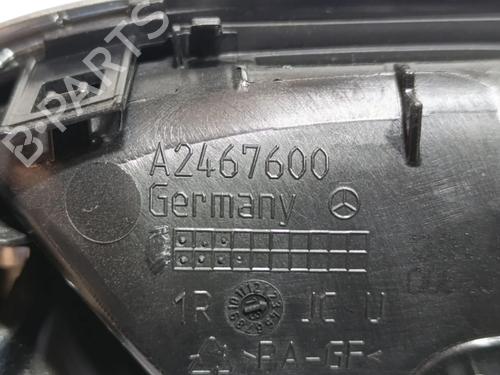 B-PARTS
A2467600
Germany
1R JC U
>PA-GF<